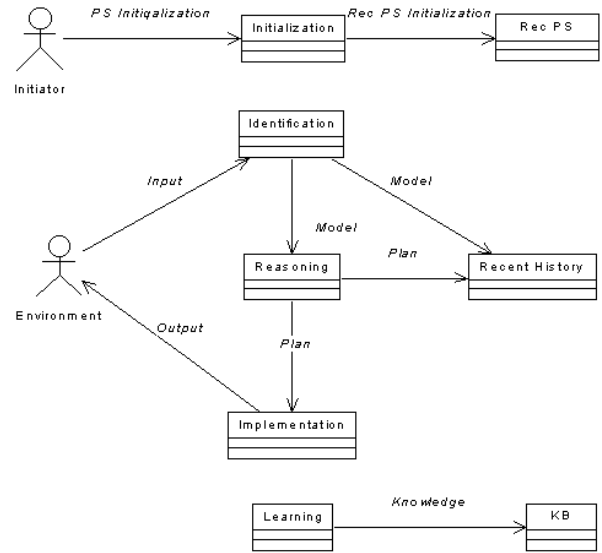 PS Initiqalization
Rec PS Initialization
Initialization
Rec PS
Initiator
Identification
Input
Model
Model
Plan
Reasoning
Recent History
Environment
Output
Plan
Implementation
Knowledge
Learning
KB